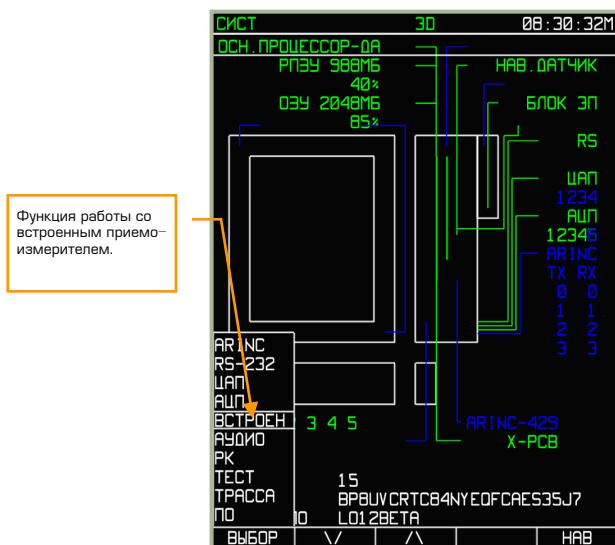 СИСТ 3D 08:30:32М
ОСН.ПРОЦЕССОР-ДА
РПЗУ 988МБ НАВ.ДАТЧИК
40%
ОЗУ 2048МБ БЛОК ЭП
85%
RS
ЦАП
1234
АЦП
12345
ARINC
TX RX
0 0
1 1
2 2
3 3
Функция работы со
встроенным приемо-
измерителем.
ARINC
RS-232
ЦАП
АЦП
ВСТРОЕН 3 4 5 ARINC-429
АУДИО X-PCB
РК
ТЕСТ 15
ТРАССА BP8UVCRTC84NYEQFCAES35J7
ПО Ю L012BETA
ВЫБОР \/ /\ НАВ